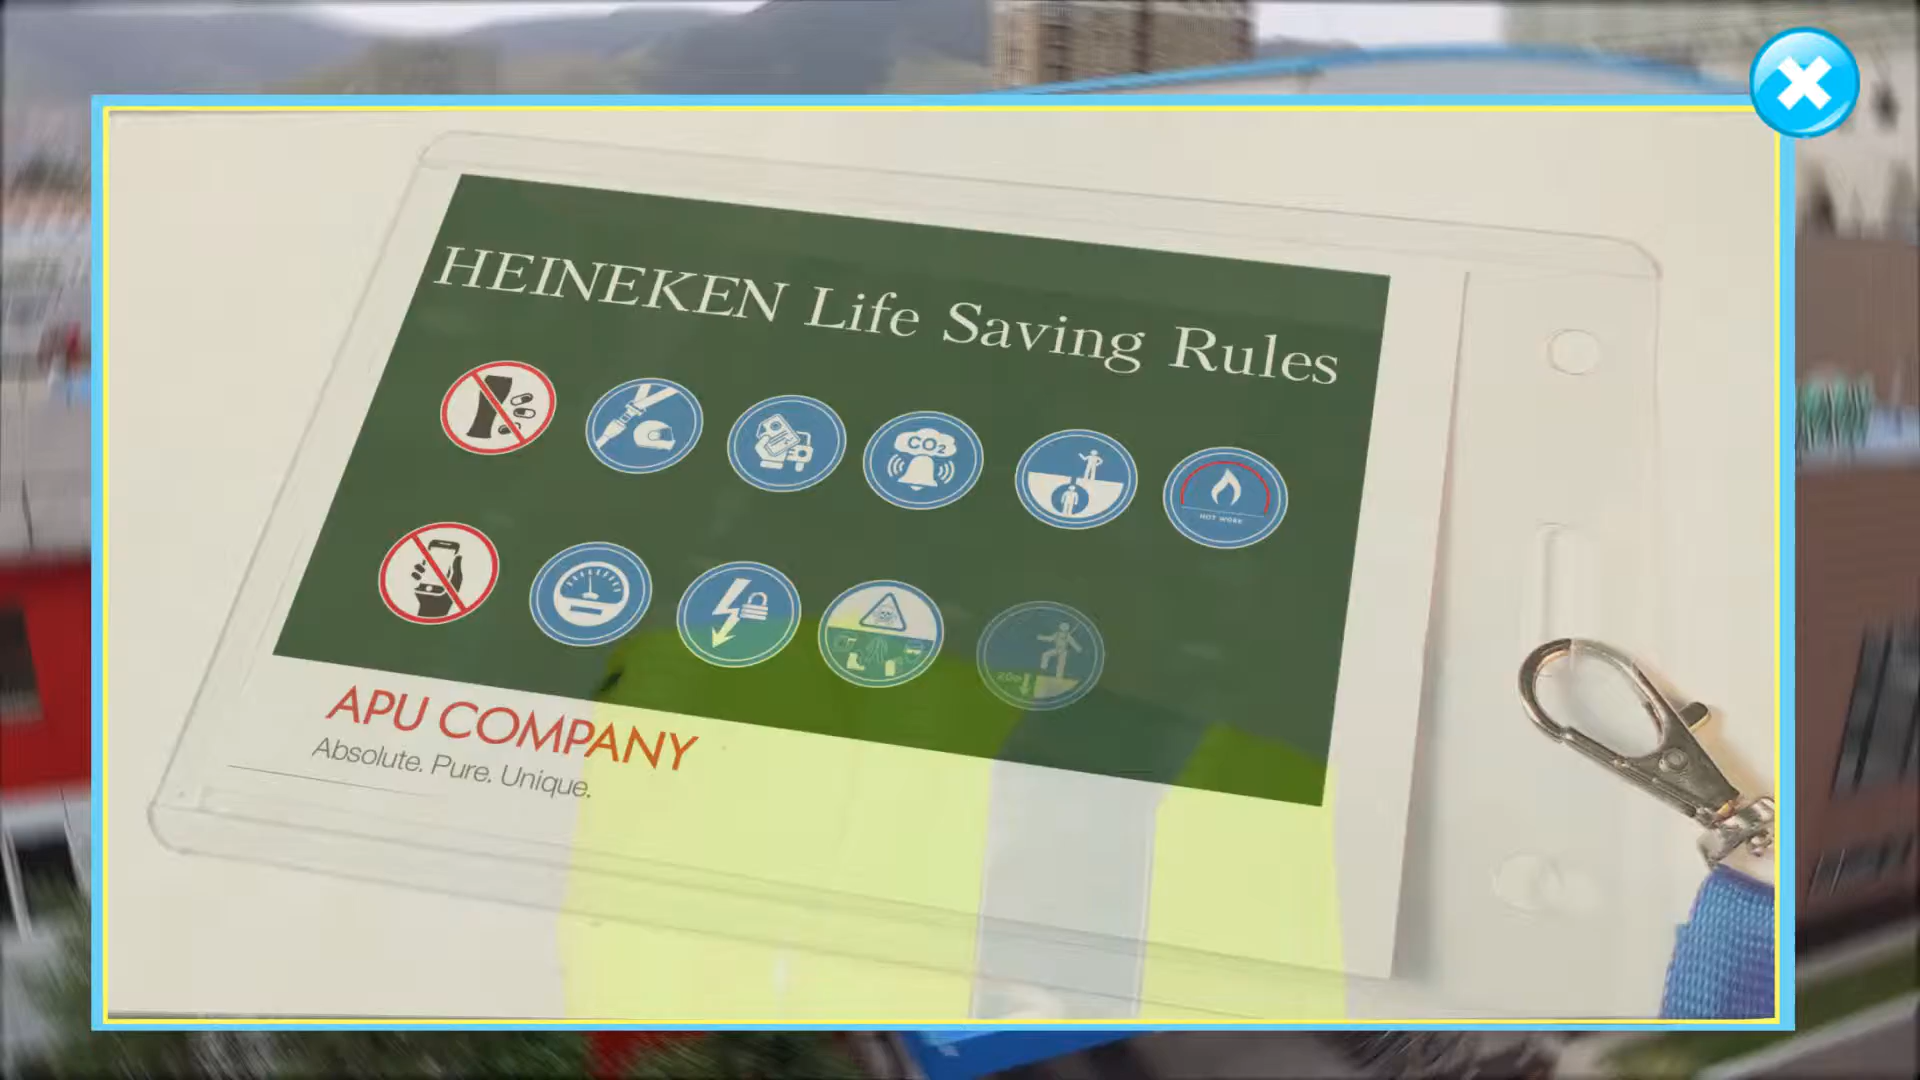 HEINEKEN Life Saving Rules
CO₂
HOT WORK
APU COMPANY
Absolute. Pure. Unique.